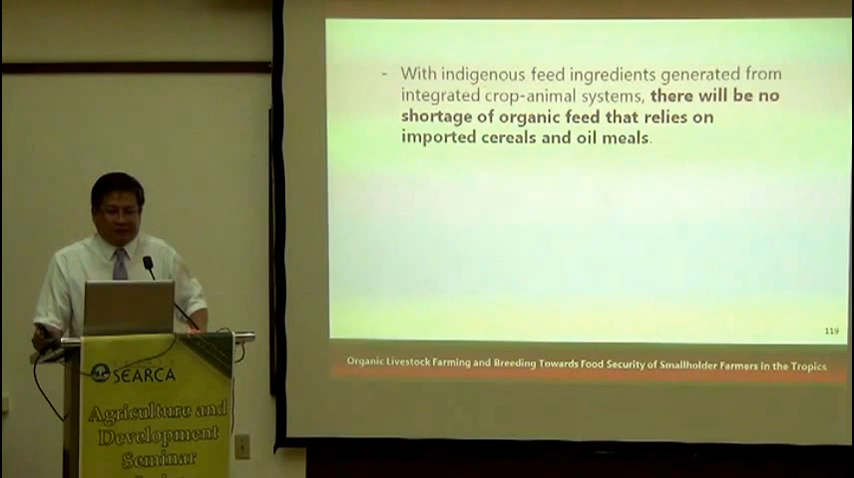 - With indigenous feed ingredients generated from
integrated crop-animal systems, there will be no
shortage of organic feed that relies on
imported cereals and oil meals.
119
Organic Livestock Farming and Breeding Towards Food Security of Smallholder Farmers in the Tropics
SEARCA
Agriculture and
Development
Seminar